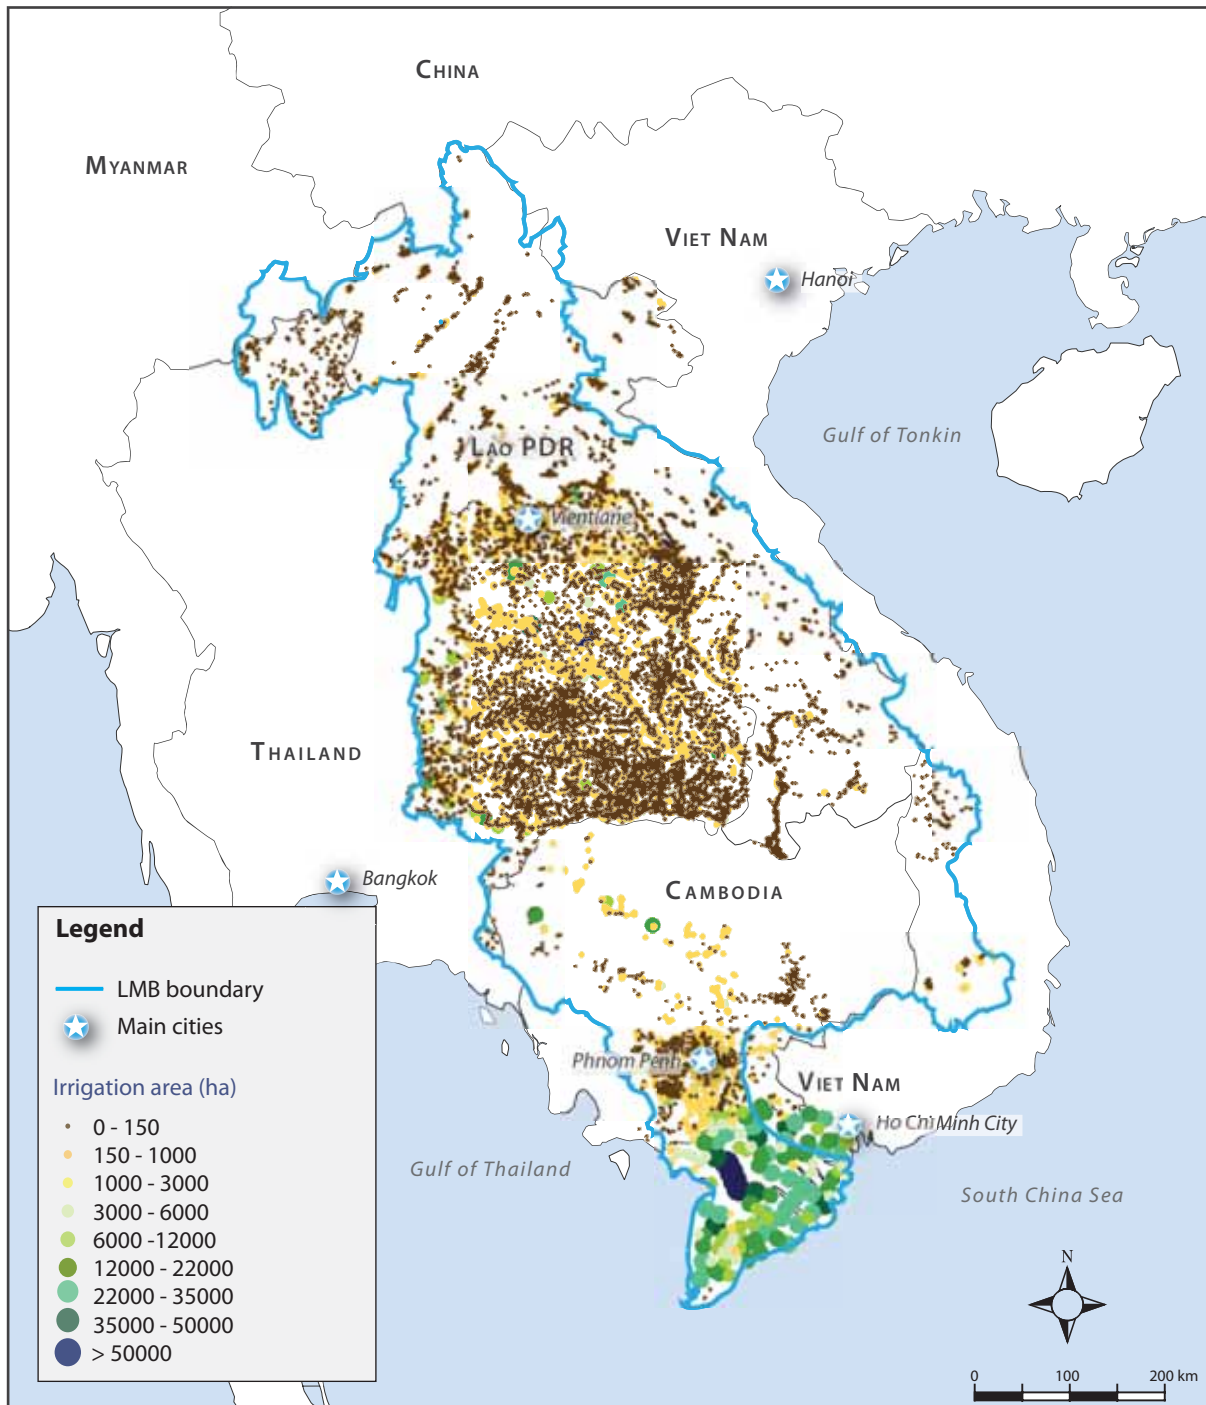 CHINA
MYANMAR
VIET NAM
Hanoi
Gulf of Tonkin
LAO PDR
Vientiane
THAILAND
Bangkok
CAMBODIA
Phnom Penh
VIET NAM
Ho Chi Minh City
Gulf of Thailand
South China Sea
Legend
LMB boundary
Main cities
Irrigation area (ha)
0 - 150
150 - 1000
1000 - 3000
3000 - 6000
6000 -12000
12000 - 22000
22000 - 35000
35000 - 50000
> 50000
N
0 100 200 km